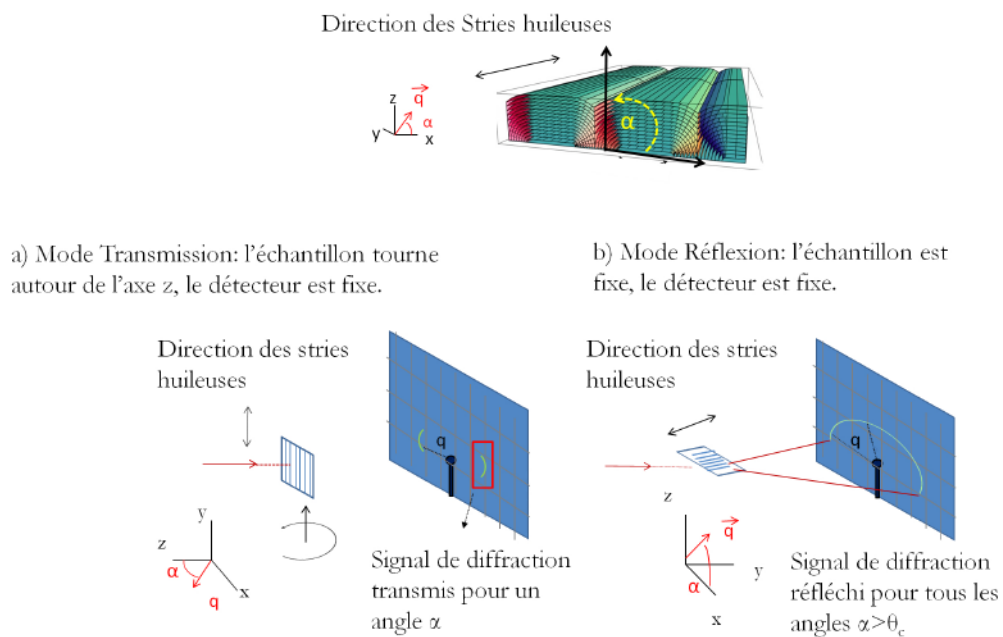 Direction des Stries huileuses
z
q
α
y
x
α
a) Mode Transmission: l'échantillon tourne
autour de l'axe z, le détecteur est fixe.
b) Mode Réflexion: l'échantillon est
fixe, le détecteur est fixe.
Direction des stries
huileuses
q
y
z
α
q
x
Signal de diffraction
transmis pour un
angle α
Direction des stries
huileuses
q
z
q
y
α
x
Signal de diffraction
réfléchi pour tous les
angles α>θc